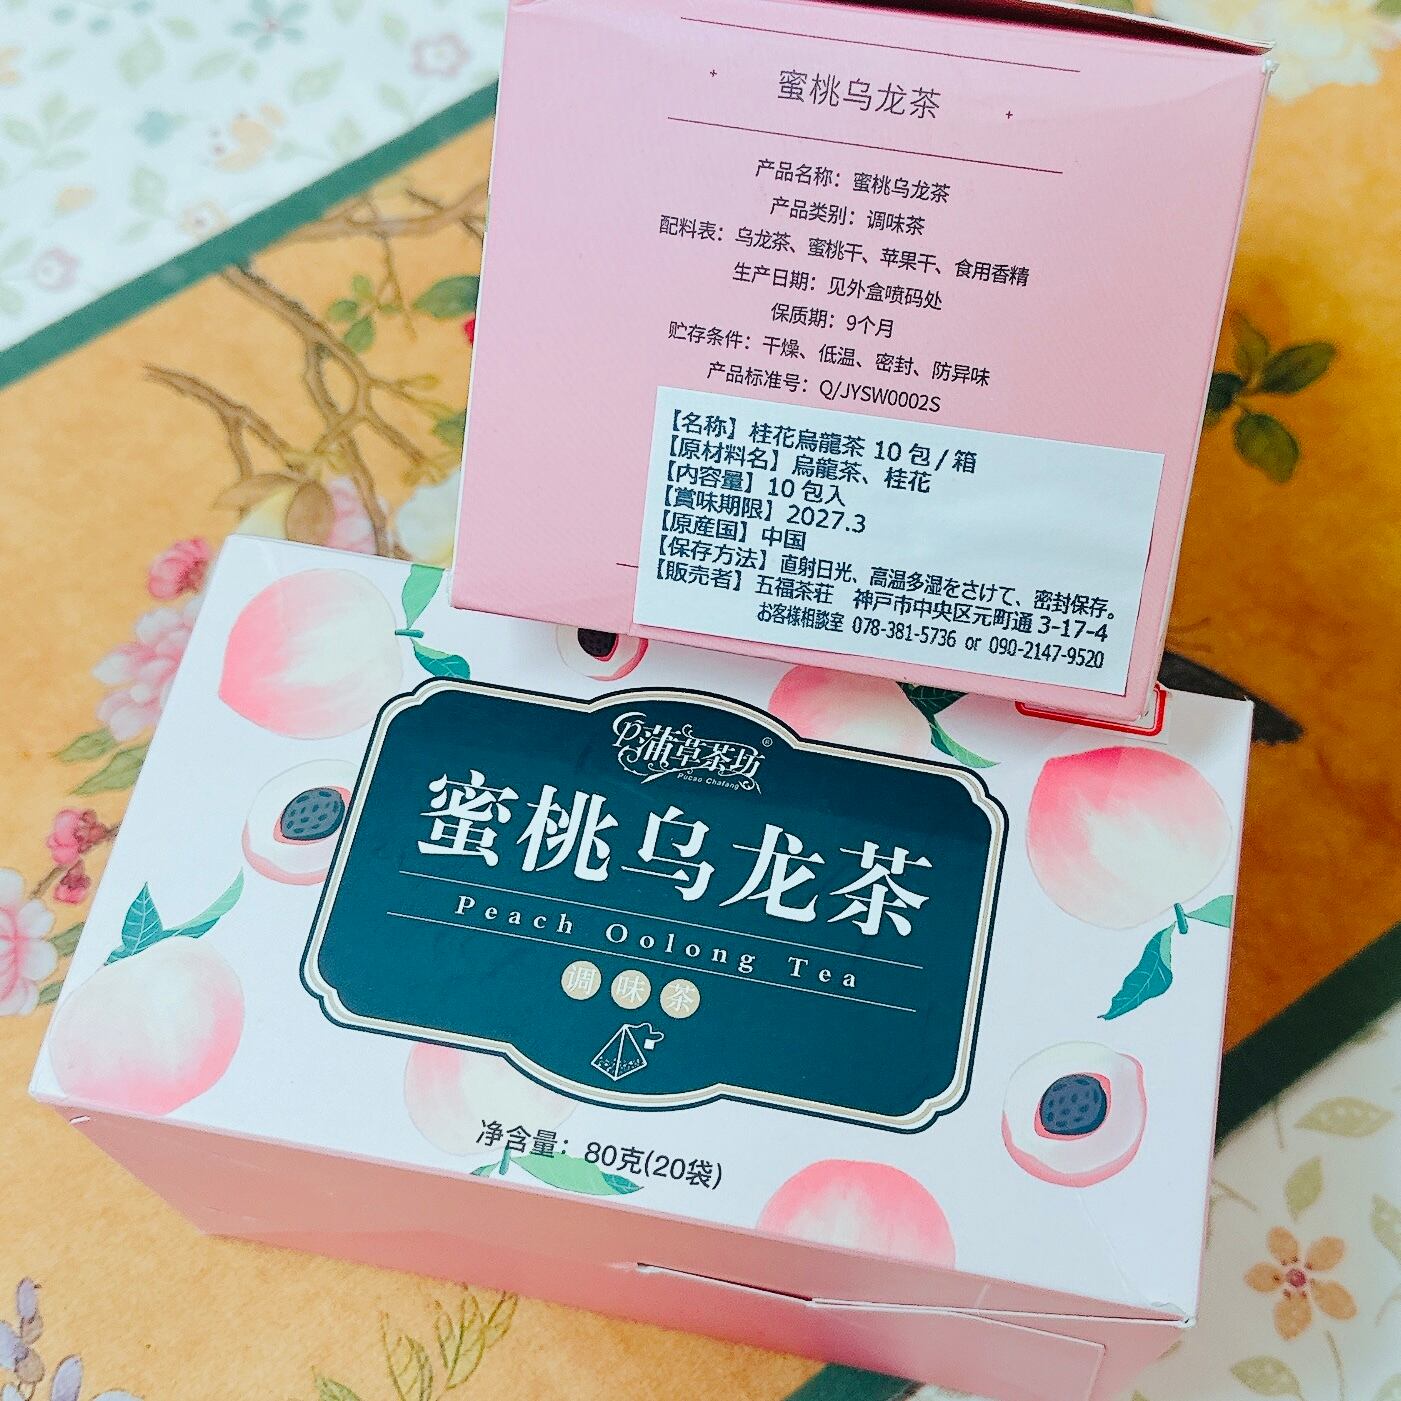 蜜桃乌龙茶
产品名称：蜜桃乌龙茶
产品类别：调味茶
配料表：乌龙茶、蜜桃干、苹果干、食用香精
生产日期：见外盒喷码处
保质期：9个月
贮存条件：干燥、低温、密封、防异味
产品标准号：Q/JYSW0002S
【名称】桂花烏龍茶 10包/箱
【原材料名】烏龍茶、桂花
【内容量】10包入
【賞味期限】2027.3
【原産国】中国
【保存方法】直射日光、高温多湿をさけて、密封保存。
【販売者】五福茶荘 神戸市中央区元町通3-17-4
お客様相談室 078-381-5736 or 090-2147-9520
蒲草茶坊®
Pucao Chafang
蜜桃乌龙茶
Peach Oolong Tea
调味茶
净含量：80克(20袋)